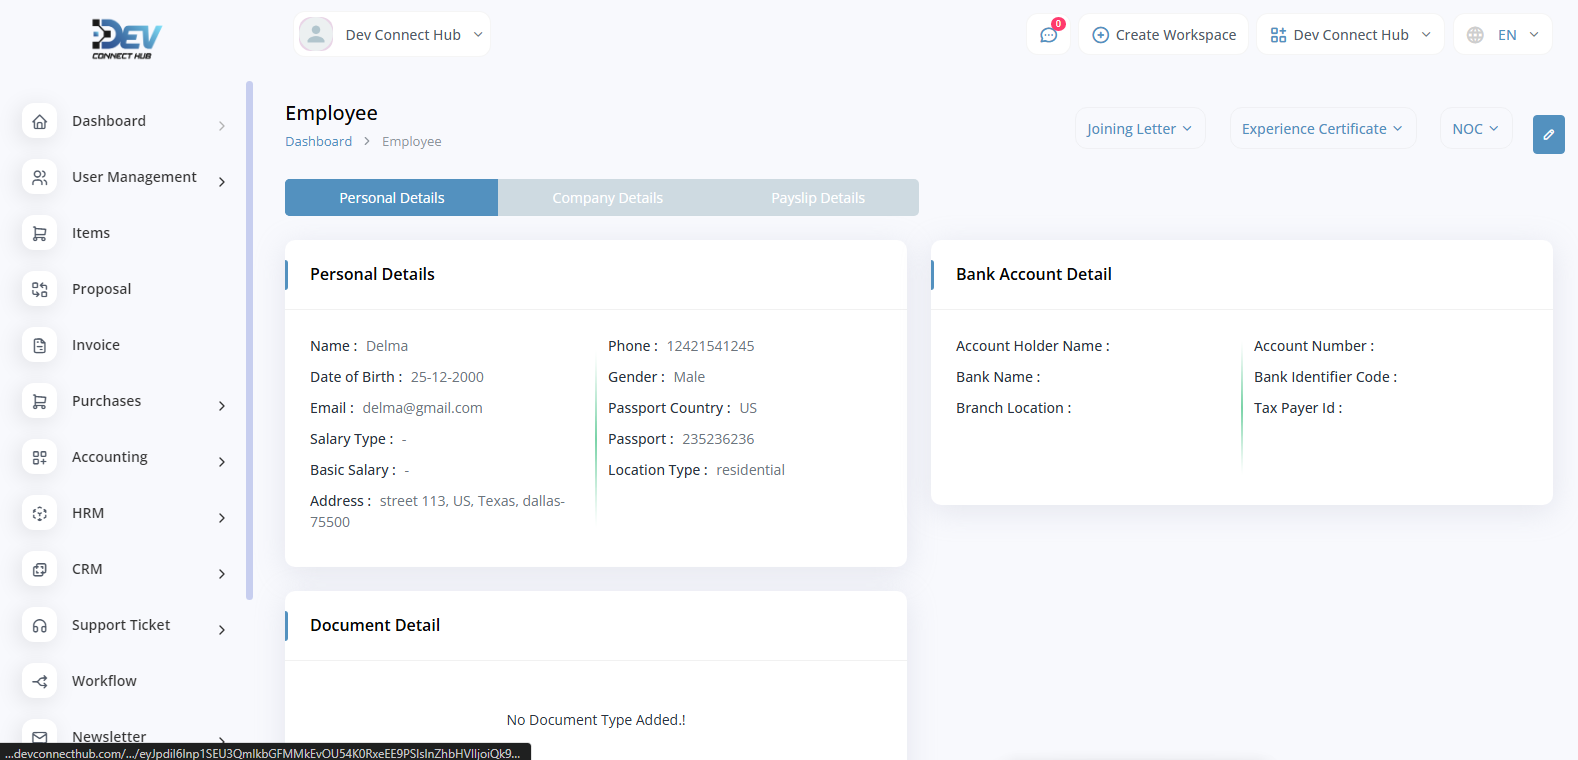 DEV
CONNECT HUB
Dev Connect Hub
0
Create Workspace
Dev Connect Hub
EN
Dashboard
User Management
Items
Proposal
Invoice
Purchases
Accounting
HRM
CRM
Support Ticket
Workflow
Newsletter
Employee
Dashboard > Employee
Joining Letter
Experience Certificate
NOC
Personal Details
Company Details
Payslip Details
Personal Details
Name : Delma
Date of Birth : 25-12-2000
Email : delma@gmail.com
Salary Type : -
Basic Salary : -
Address : street 113, US, Texas, dallas-
75500
Phone : 12421541245
Gender : Male
Passport Country : US
Passport : 235236236
Location Type : residential
Bank Account Detail
Account Holder Name :
Bank Name :
Branch Location :
Account Number :
Bank Identifier Code :
Tax Payer Id :
Document Detail
No Document Type Added.!